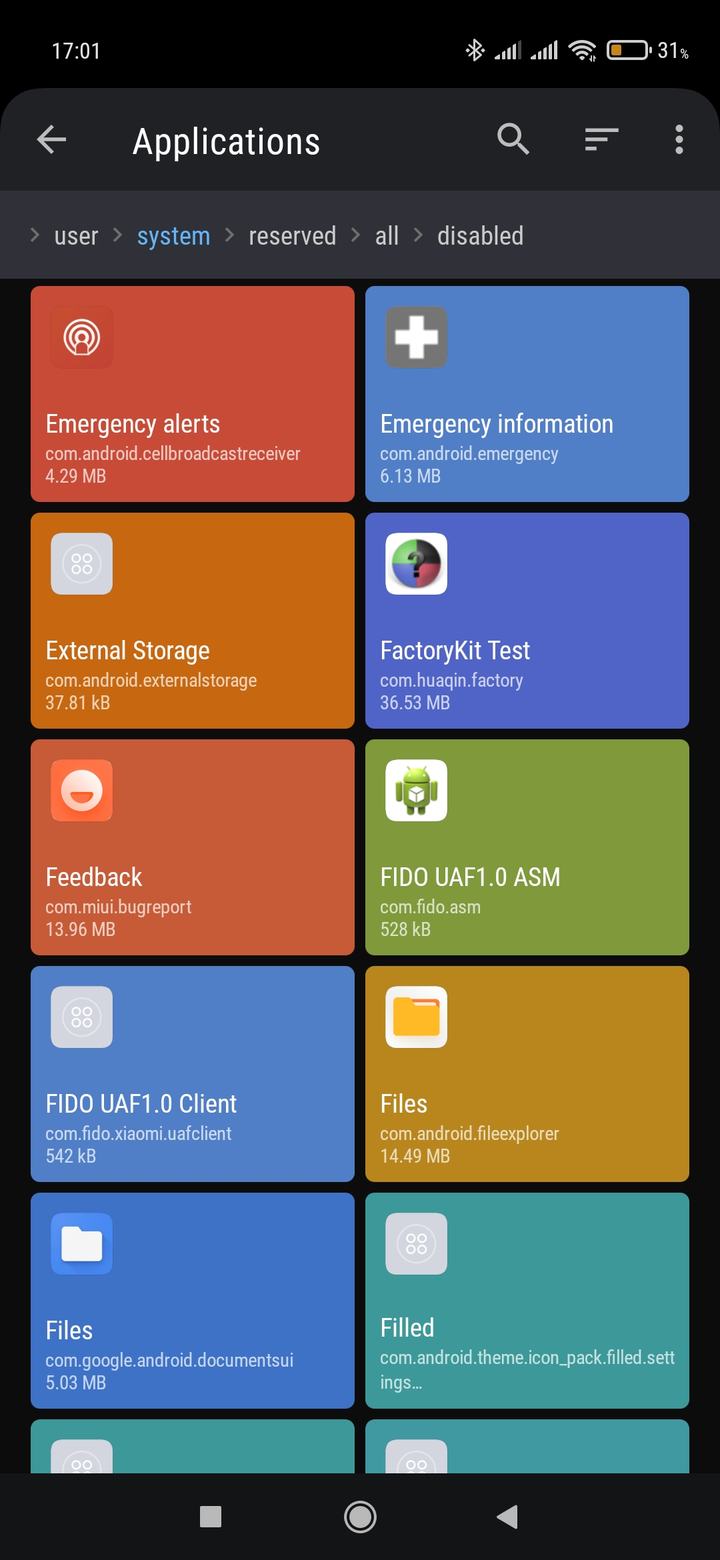 17:01
31%
Applications
user
system
reserved
all
disabled
Emergency alerts
com.android.cellbroadcastreceiver
4.29 MB
Emergency information
com.android.emergency
6.13 MB
External Storage
com.android.externalstorage
37.81 kB
FactoryKit Test
com.huaqin.factory
36.53 MB
Feedback
com.miui.bugreport
13.96 MB
FIDO UAF1.0 ASM
com.fido.asm
528 kB
FIDO UAF1.0 Client
com.fido.xiaomi.uafclient
542 kB
Files
com.android.fileexplorer
14.49 MB
Files
com.google.android.documentsui
5.03 MB
Filled
com.android.theme.icon_pack.filled.sett
ings...